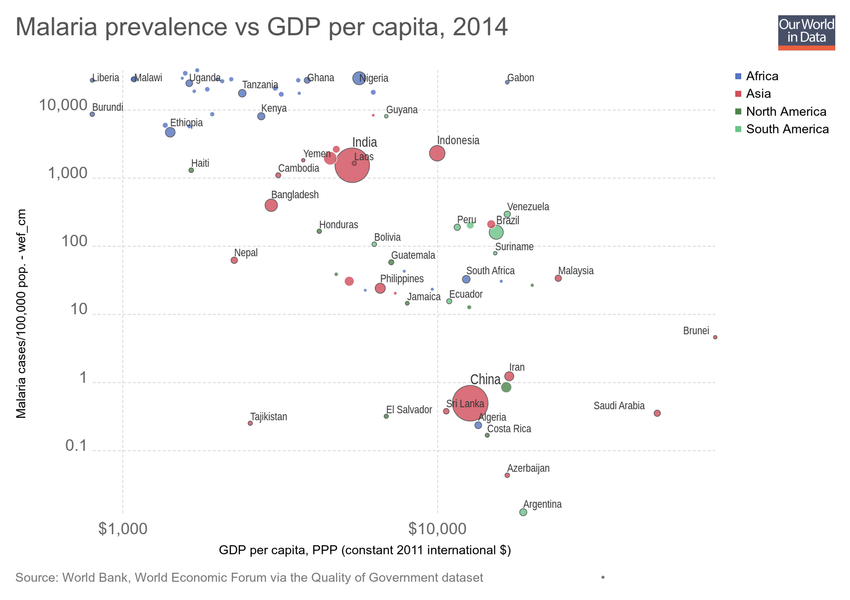 Malaria prevalence vs GDP per capita, 2014
Our World
in Data
Africa
Asia
North America
South America
Malaria cases/100,000 pop. - wef_cm
10,000
1,000
100
10
1
0.1
Liberia
Malawi
Uganda
Tanzania
Ghana
Nigeria
Gabon
Burundi
Kenya
Guyana
Ethiopia
India
Indonesia
Yemen
Laos
Haiti
Cambodia
Bangladesh
Venezuela
Honduras
Peru
Brazil
Bolivia
Suriname
Nepal
Guatemala
South Africa
Malaysia
Philippines
Jamaica
Ecuador
Brunei
Iran
China
Sri Lanka
Saudi Arabia
Tajikistan
El Salvador
Algeria
Costa Rica
Azerbaijan
Argentina
$1,000
$10,000
GDP per capita, PPP (constant 2011 international $)
Source: World Bank, World Economic Forum via the Quality of Government dataset